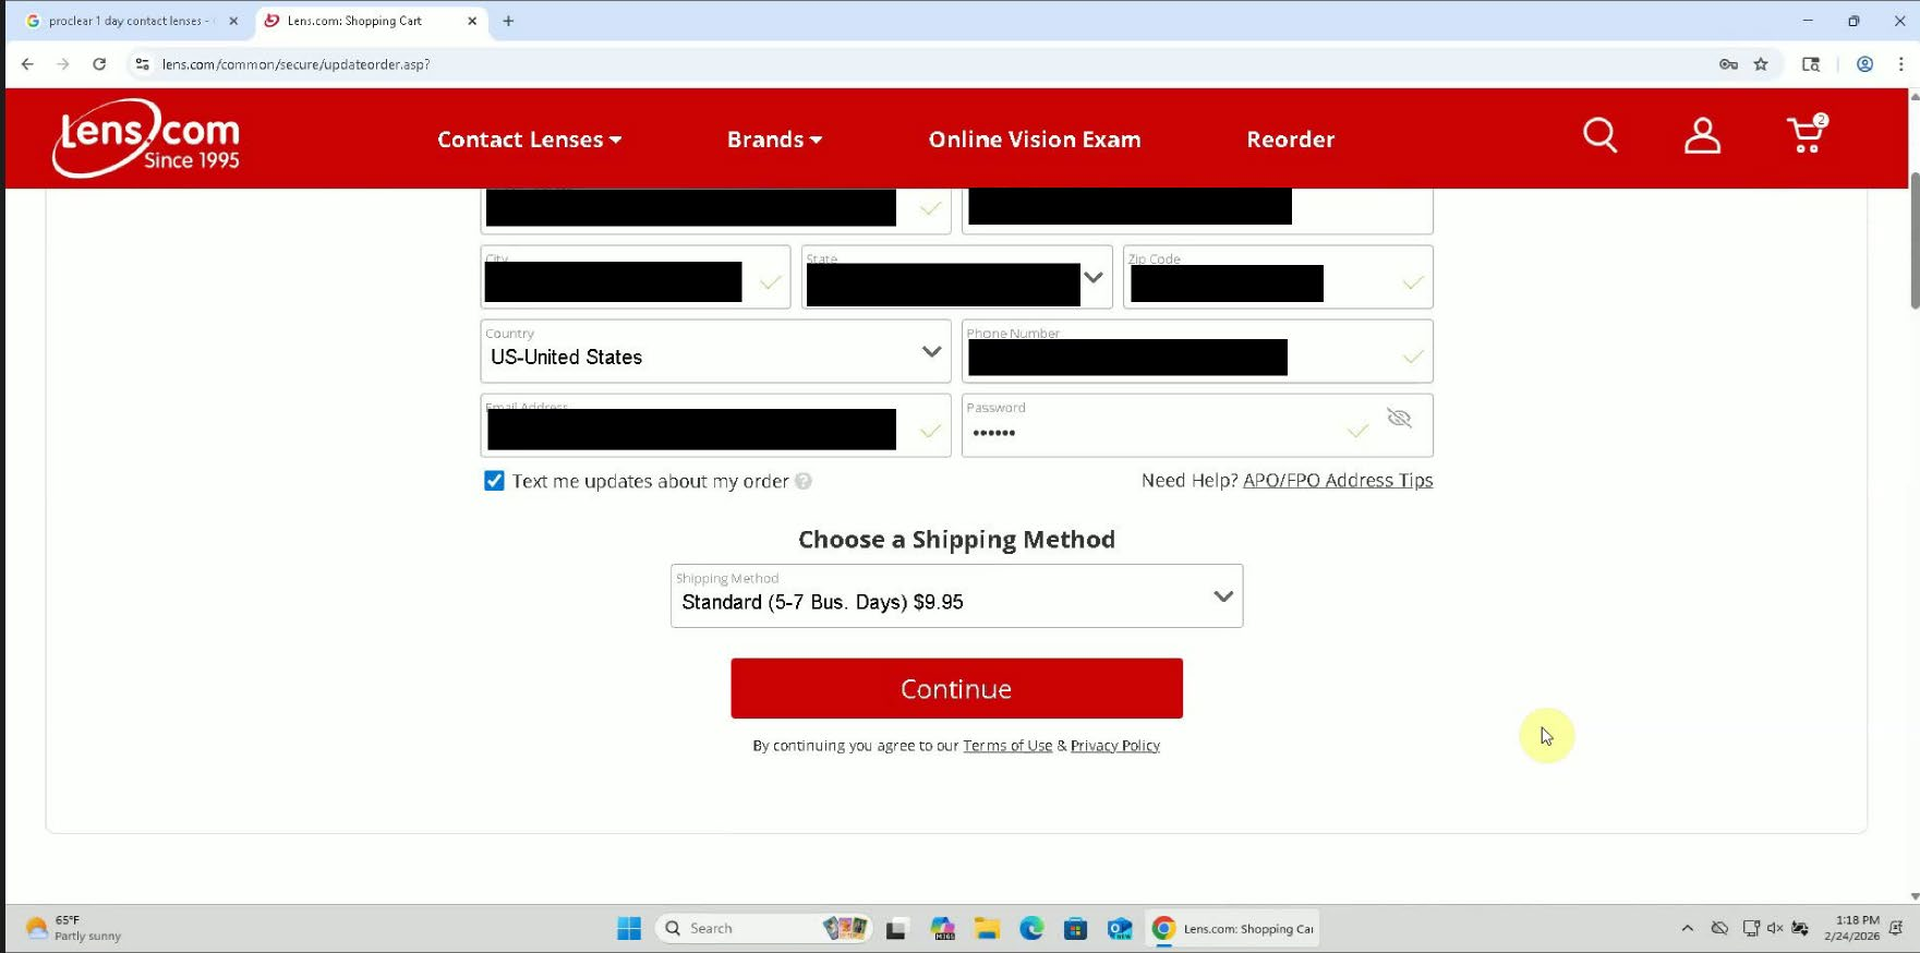 proclear 1 day contact lenses -
Lens.com: Shopping Cart
lens.com/common/secure/updateorder.asp?
Lens.com
Since 1995
Contact Lenses
Brands
Online Vision Exam
Reorder
2
City
State
Zip Code
Country
US-United States
Phone Number
Email Address
Password
Text me updates about my order ?
Need Help? APO/FPO Address Tips
Choose a Shipping Method
Shipping Method
Standard (5-7 Bus. Days) $9.95
Continue
By continuing you agree to our Terms of Use & Privacy Policy
65°F
Partly sunny
Search
Lens.com: Shopping Car
1:18 PM
2/24/2026